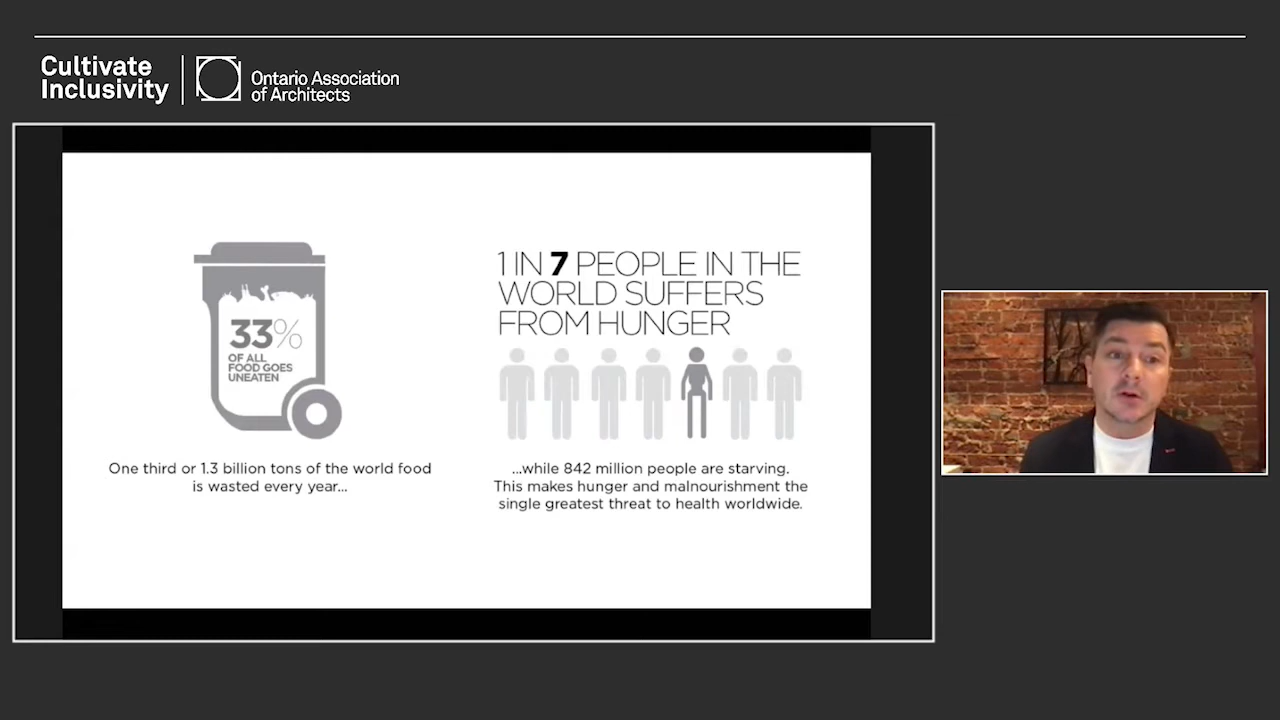 Cultivate
Inclusivity
Ontario Association
of Architects
33%
OF ALL
FOOD GOES
UNEATEN
One third or 1.3 billion tons of the world food
is wasted every year...
1 IN 7 PEOPLE IN THE
WORLD SUFFERS
FROM HUNGER
...while 842 million people are starving.
This makes hunger and malnourishment the
single greatest threat to health worldwide.